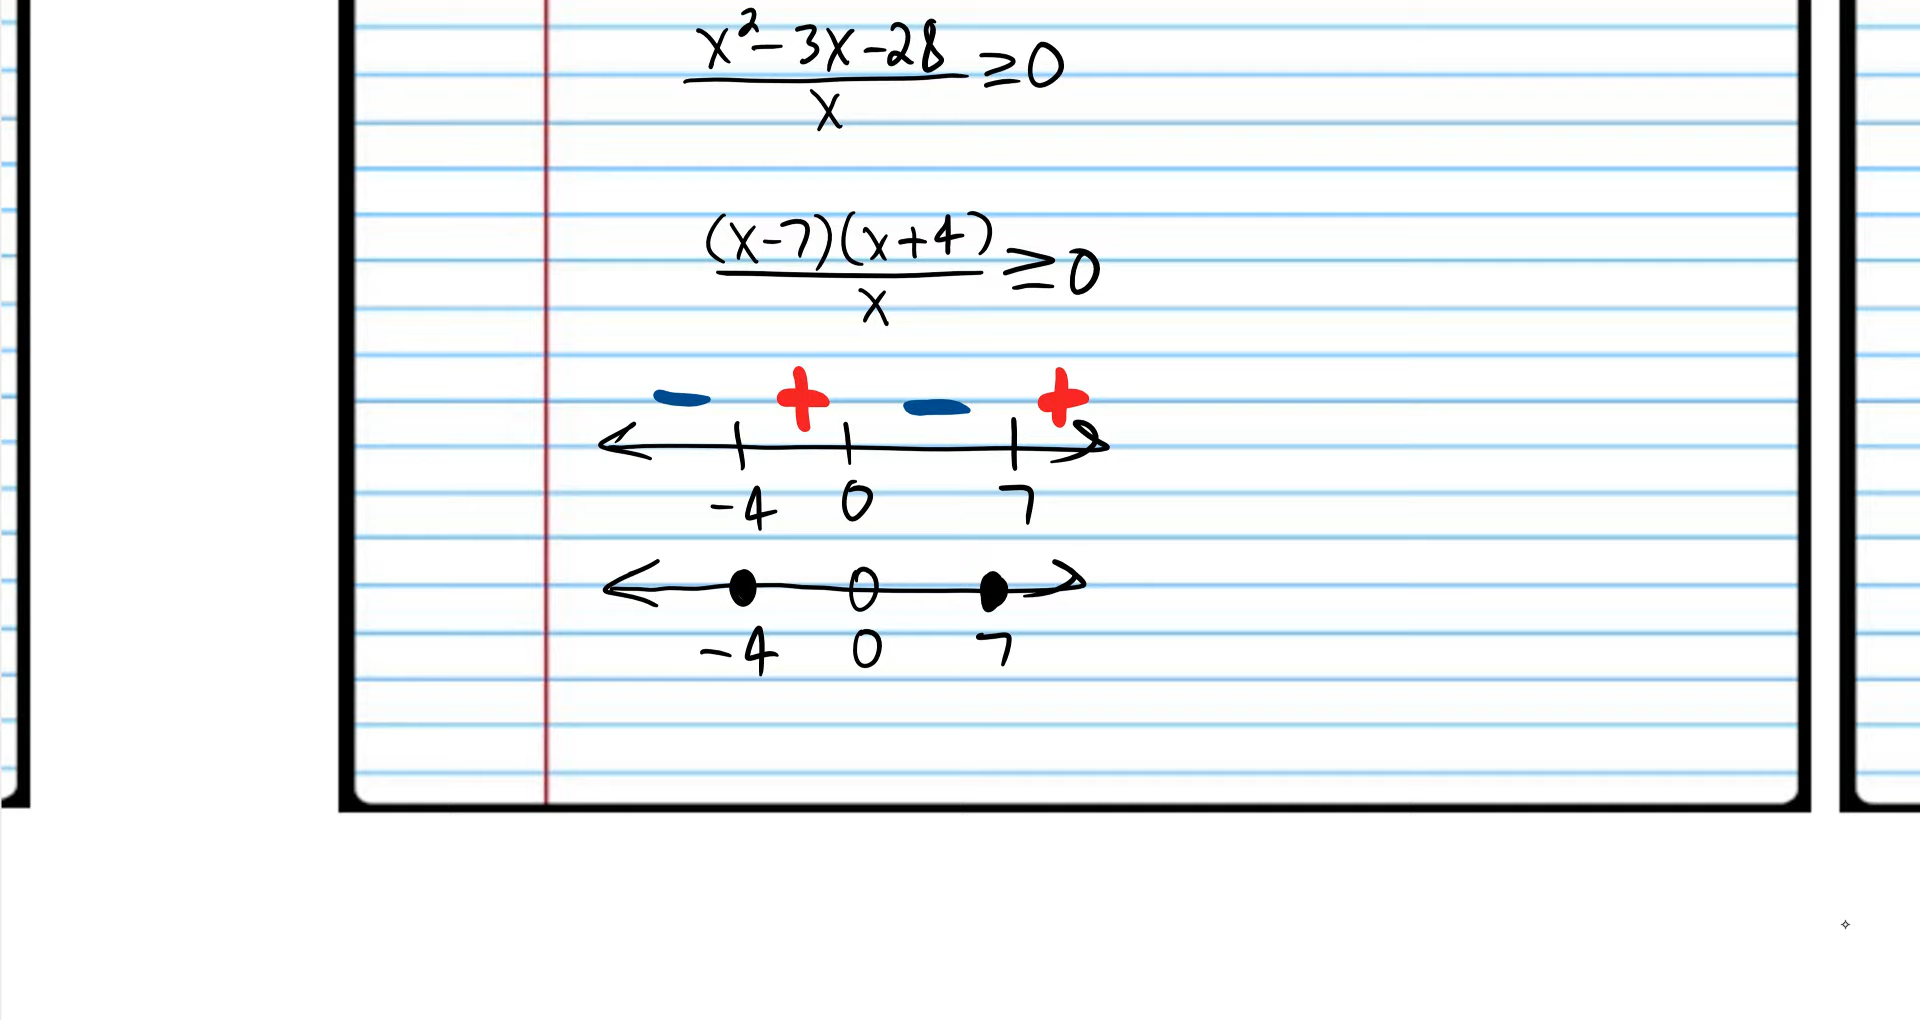 x²-3x-28
x
≥0
(x-7)(x+4)
x
≥0
- + - +
-4 0 7
-4 0 7